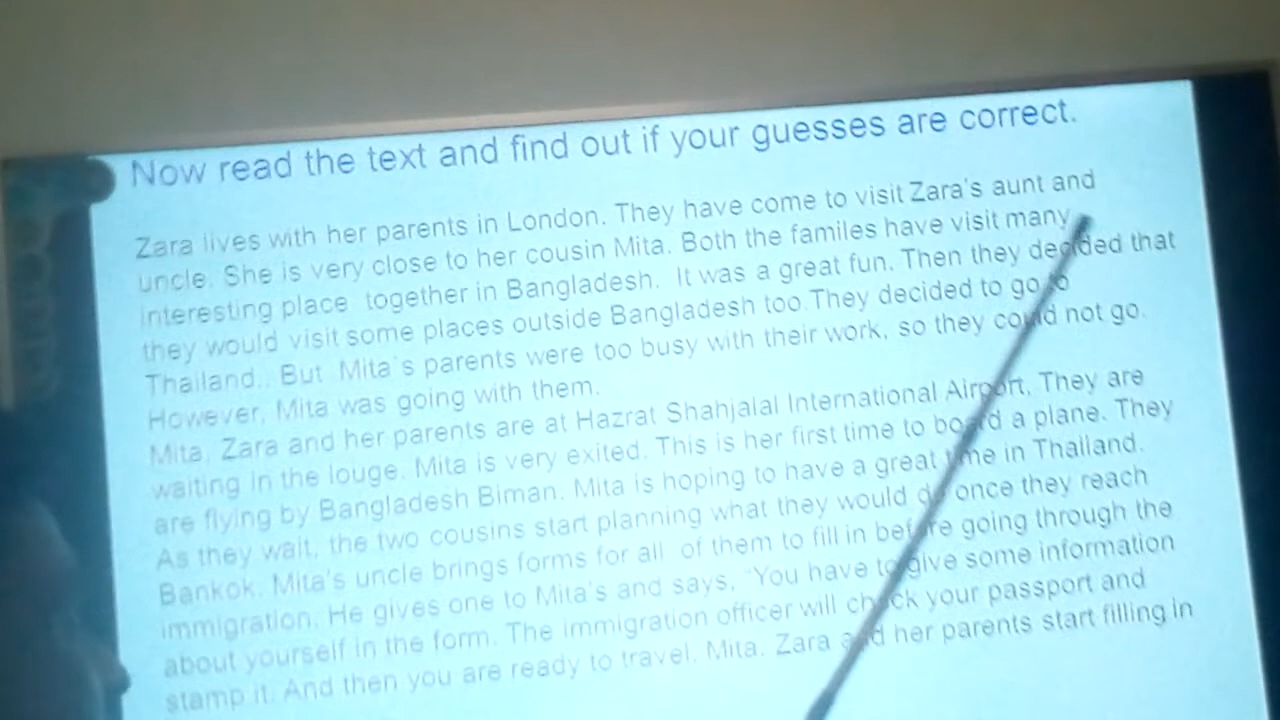 Now read the text and find out if your guesses are correct.
Zara lives with her parents in London. They have come to visit Zara's aunt and
uncle. She is very close to her cousin Mita. Both the familes have visit many
interesting place together in Bangladesh. It was a great fun. Then they decided that
they would visit some places outside Bangladesh too.They decided to go to
Thailand.. But Mita's parents were too busy with their work, so they could not go.
However, Mita was going with them.
Mita, Zara and her parents are at Hazrat Shahjalal International Airport. They are
waiting in the louge. Mita is very exited. This is her first time to board a plane. They
are flying by Bangladesh Biman. Mita is hoping to have a great time in Thailand.
As they wait, the two cousins start planning what they would do once they reach
Bankok. Mita's uncle brings forms for all of them to fill in before going through the
immigration. He gives one to Mita's and says, "You have to give some information
about yourself in the form. The immigration officer will check your passport and
stamp it. And then you are ready to travel. Mita. Zara and her parents start filling in